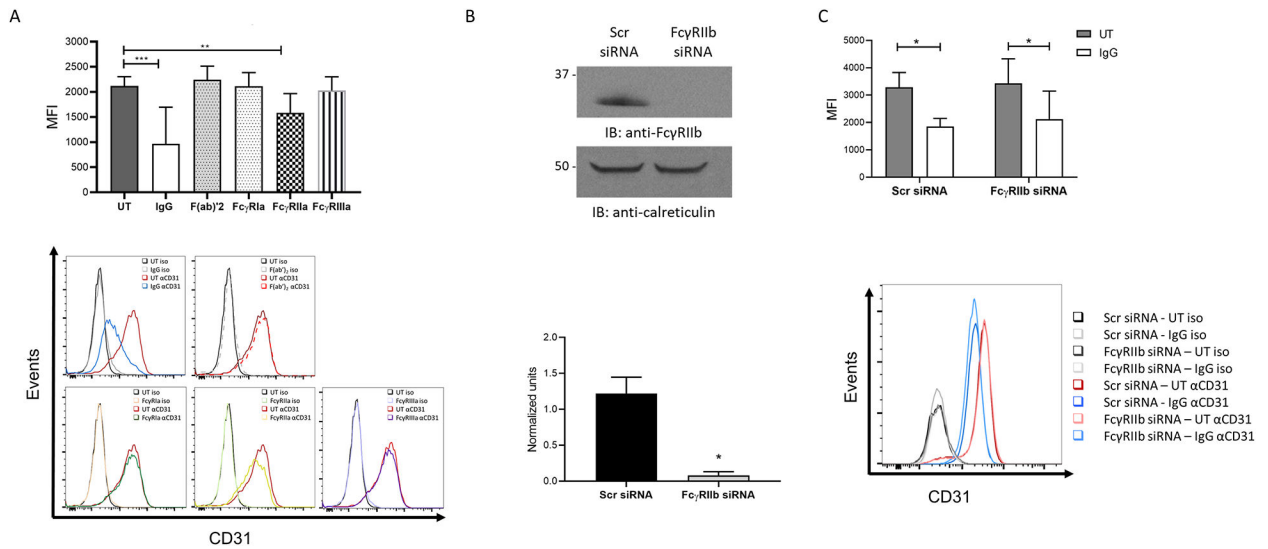 A
3000
2500
2000
1500
1000
500
0
MFI
**
***
UT IgG F(ab)'2 FcγRIa FcγRIIa FcγRIIIa
UT iso
IgG iso
UT αCD31
IgG αCD31
UT iso
F(ab')₂ iso
UT αCD31
F(ab')₂ αCD31
UT iso
FcγRIa iso
UT αCD31
FcγRIa αCD31
UT iso
FcγRIIa iso
UT αCD31
FcγRIIa αCD31
UT iso
FcγRIIIa iso
UT αCD31
FcγRIIIa αCD31
Events
CD31
B
Scr
siRNA
FcγRIIb
siRNA
37 -
IB: anti-FcγRIIb
50 -
IB: anti-calreticulin
2.0
1.5
1.0
0.5
0.0
Normalized units
*
Scr siRNA FcγRIIb siRNA
C
5000
4000
3000
2000
1000
0
MFI
* *
UT
IgG
Scr siRNA FcγRIIb siRNA
Events
CD31
Scr siRNA - UT iso
Scr siRNA - IgG iso
FcγRIIb siRNA – UT iso
FcγRIIb siRNA – IgG iso
Scr siRNA – UT αCD31
Scr siRNA - IgG αCD31
FcγRIIb siRNA – UT αCD31
FcγRIIb siRNA – IgG αCD31